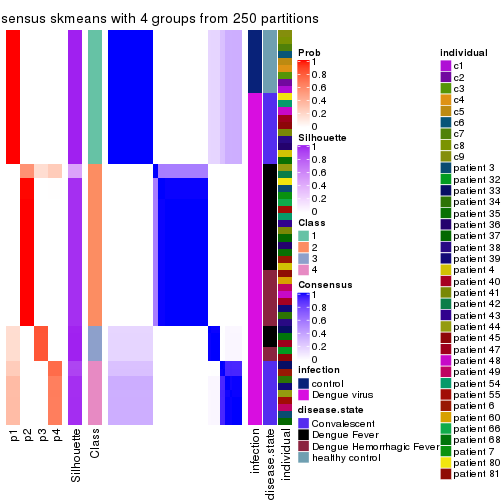 sensus skmeans with 4 groups from 250 partitions
p1
p2
p3
p4
Silhouette
Class
infection
disease.state
individual
Prob
1
0.8
0.6
0.4
0.2
0
Silhouette
1
0.8
0.6
0.4
0.2
0
Class
1
2
3
4
Consensus
1
0.8
0.6
0.4
0.2
0
infection
control
Dengue virus
disease.state
Convalescent
Dengue Fever
Dengue Hemorrhagic Fever
healthy control
individual
c1
c2
c3
c4
c5
c6
c7
c8
c9
patient 3
patient 32
patient 33
patient 34
patient 35
patient 36
patient 37
patient 38
patient 39
patient 4
patient 40
patient 41
patient 42
patient 43
patient 44
patient 45
patient 47
patient 48
patient 49
patient 54
patient 55
patient 6
patient 60
patient 66
patient 68
patient 7
patient 80
patient 81